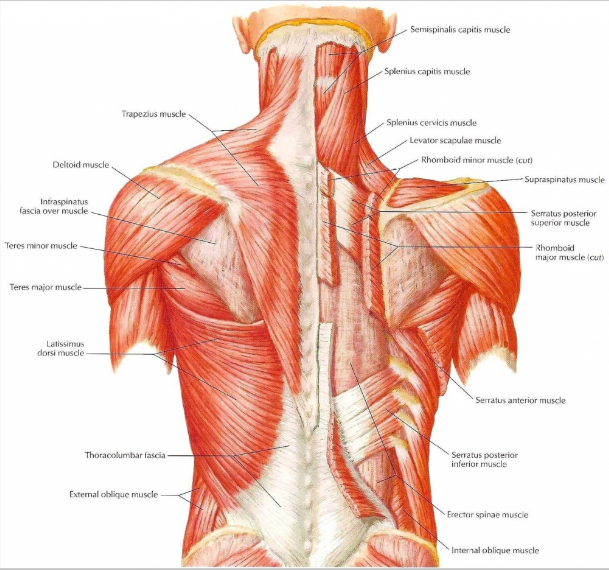 Semispinalis capitis muscle
Splenius capitis muscle
Trapezius muscle
Splenius cervicis muscle
Levator scapulae muscle
Rhomboid minor muscle (cut)
Deltoid muscle
Supraspinatus muscle
Infraspinatus
fascia over muscle
Serratus posterior
superior muscle
Teres minor muscle
Rhomboid
major muscle (cut)
Teres major muscle
Latissimus
dorsi muscle
Serratus anterior muscle
Thoracolumbar fascia
Serratus posterior
inferior muscle
External oblique muscle
Erector spinae muscle
Internal oblique muscle